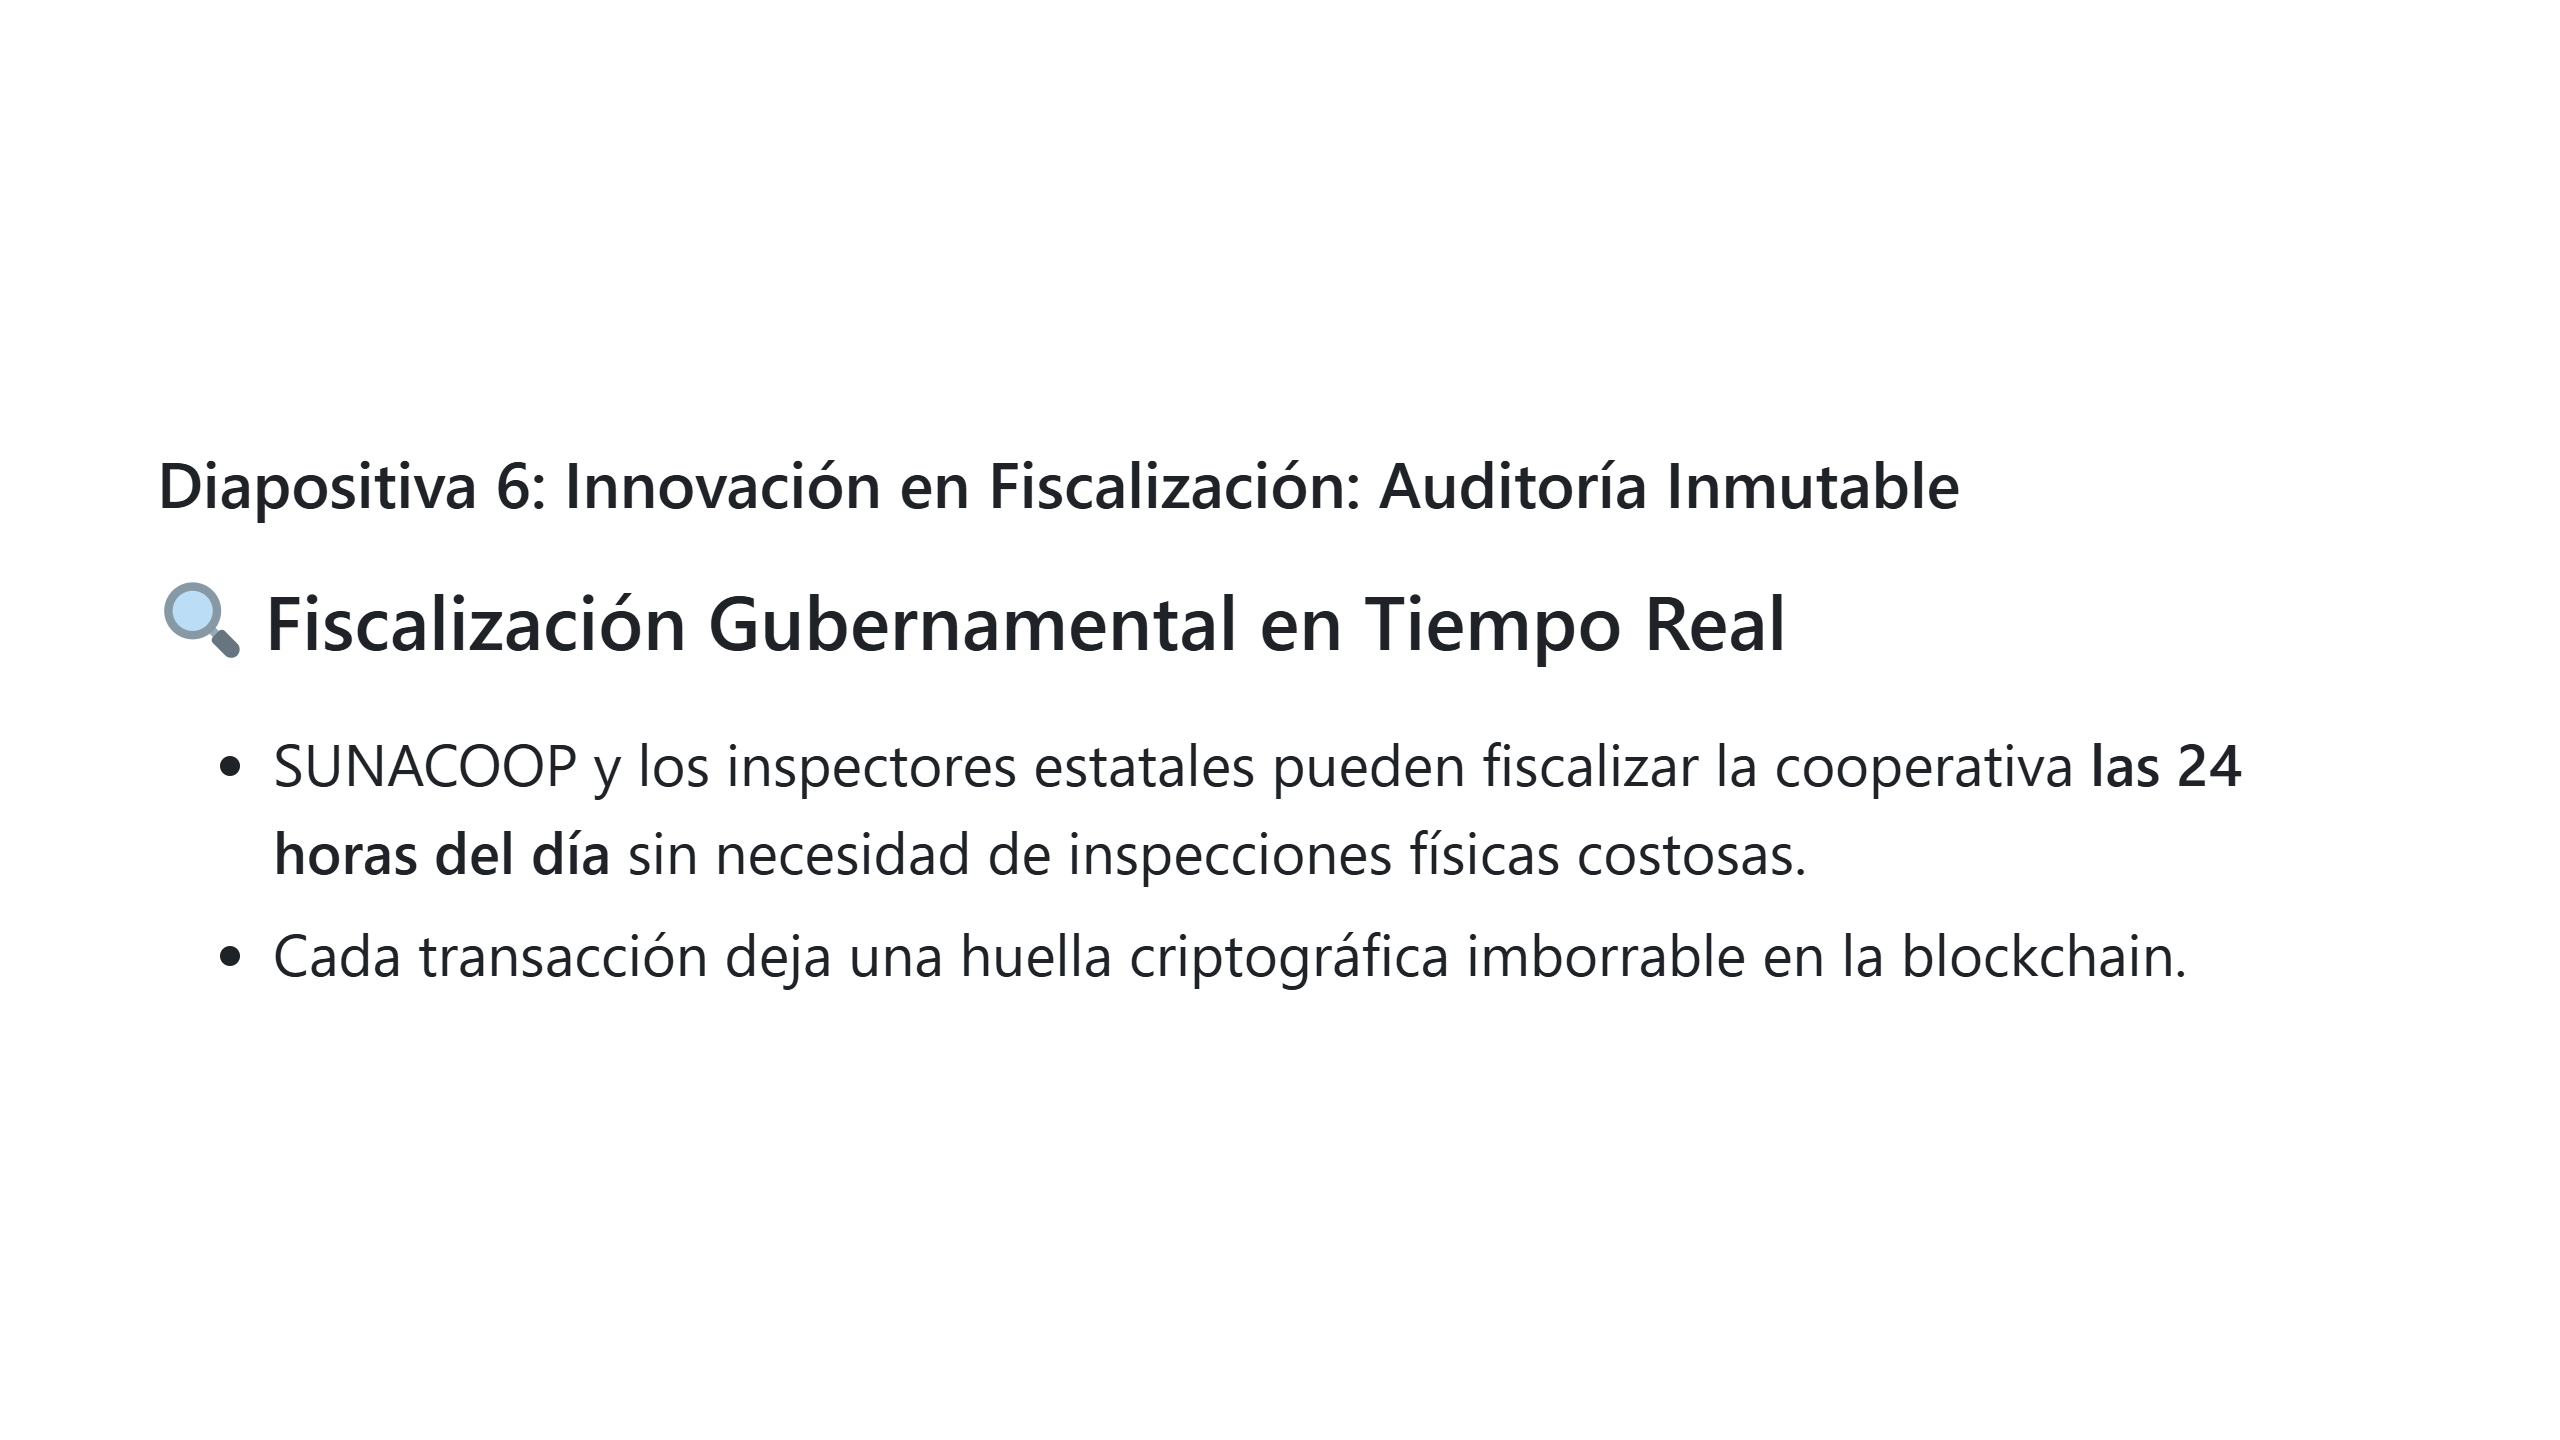 Diapositiva 6: Innovación en Fiscalización: Auditoría Inmutable
🔍 Fiscalización Gubernamental en Tiempo Real
• SUNACOOP y los inspectores estatales pueden fiscalizar la cooperativa las 24
horas del día sin necesidad de inspecciones físicas costosas.
• Cada transacción deja una huella criptográfica imborrable en la blockchain.